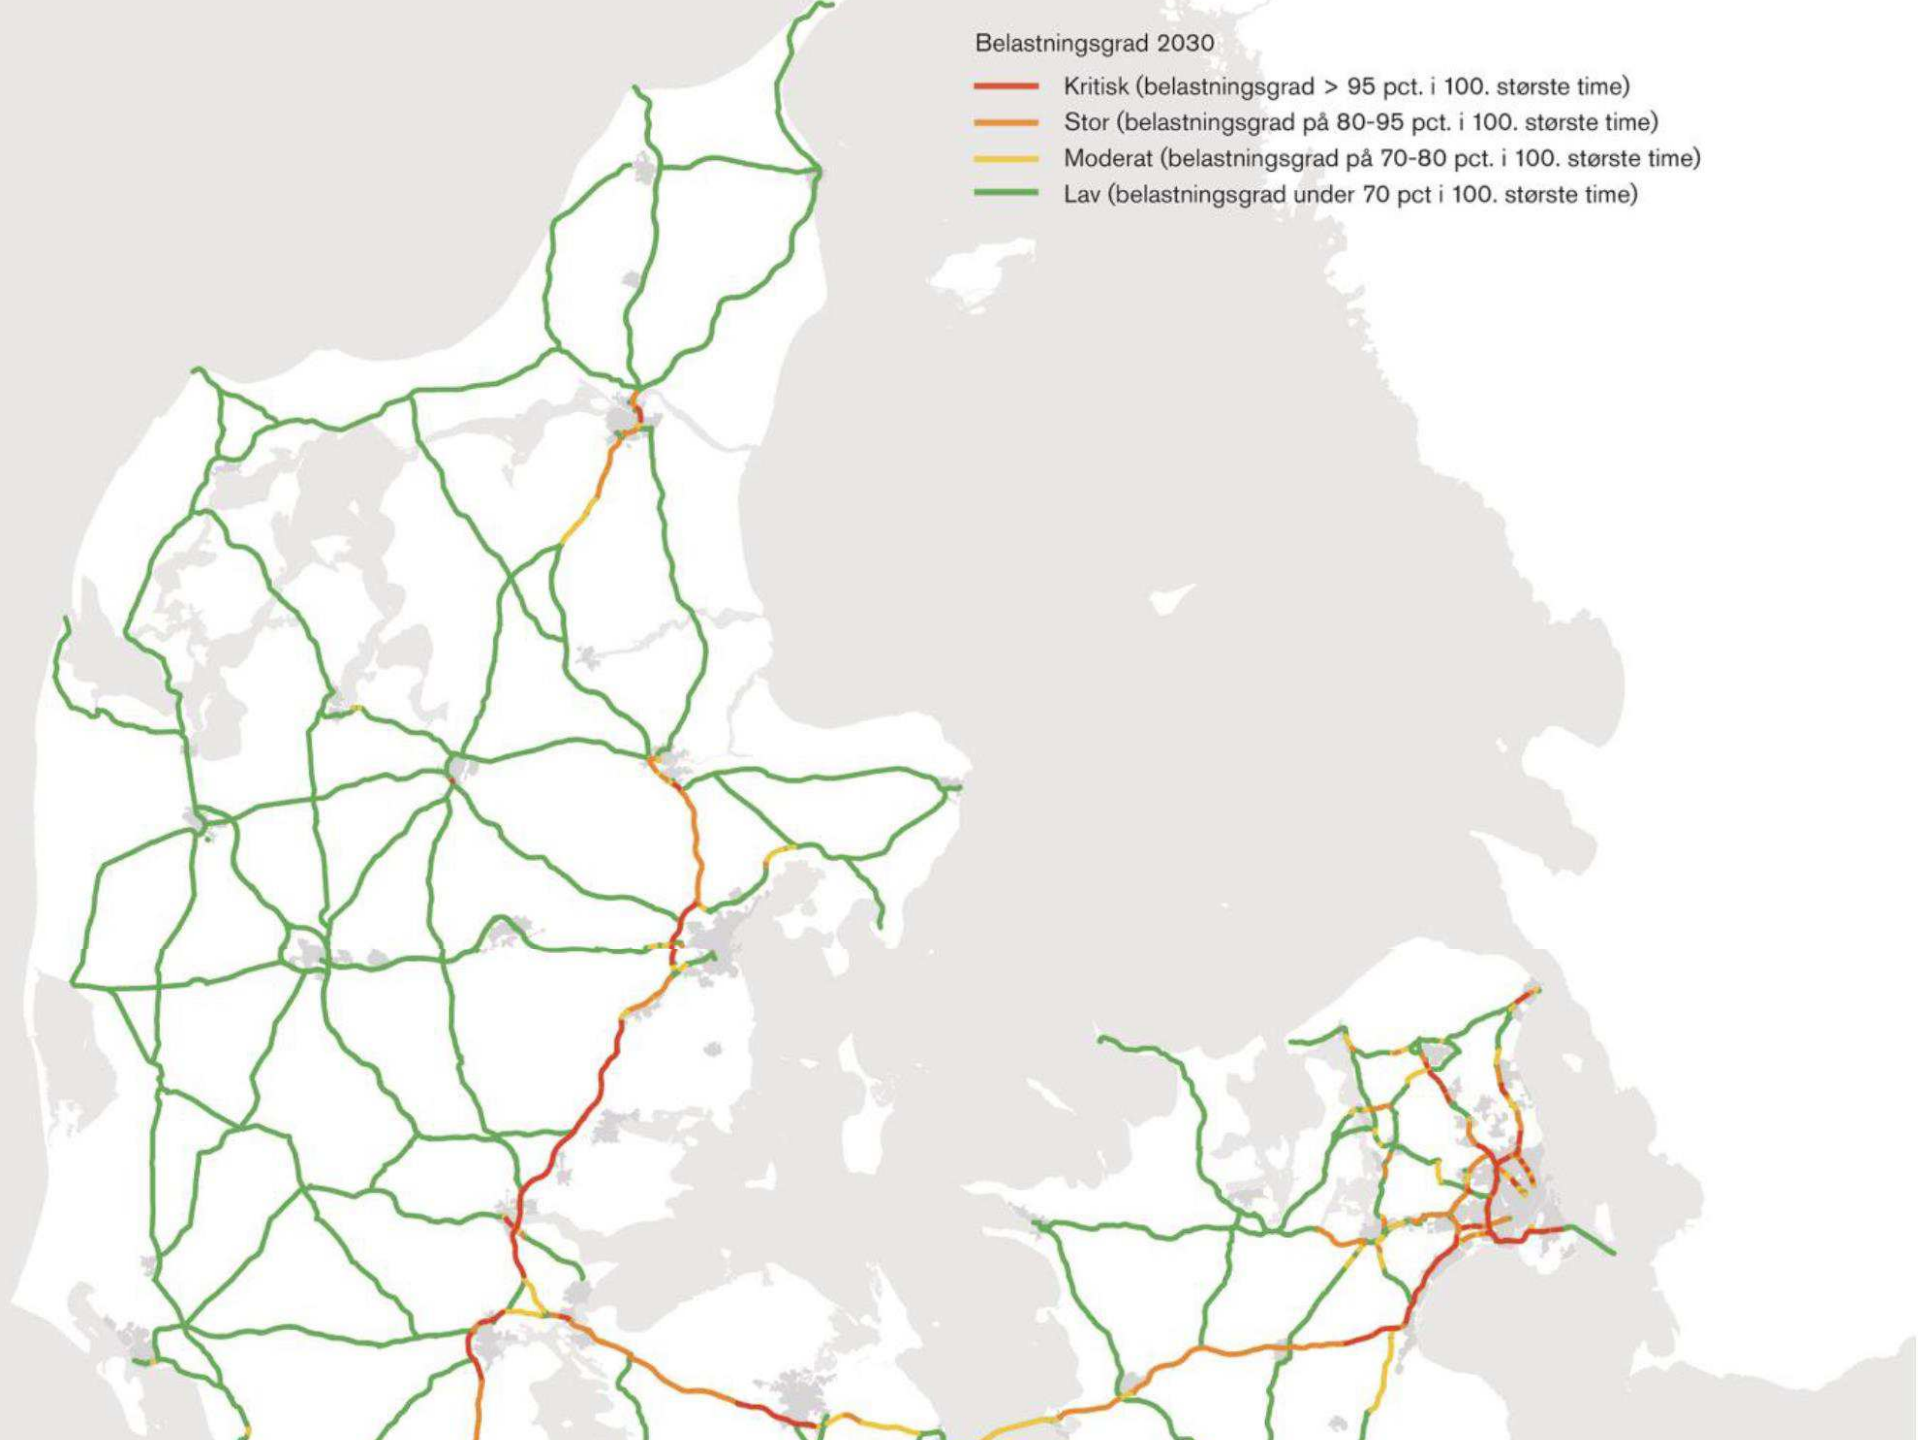 Belastningsgrad 2030
Kritisk (belastningsgrad > 95 pct. i 100. største time)
Stor (belastningsgrad på 80-95 pct. i 100. største time)
Moderat (belastningsgrad på 70-80 pct. i 100. største time)
Lav (belastningsgrad under 70 pct i 100. største time)